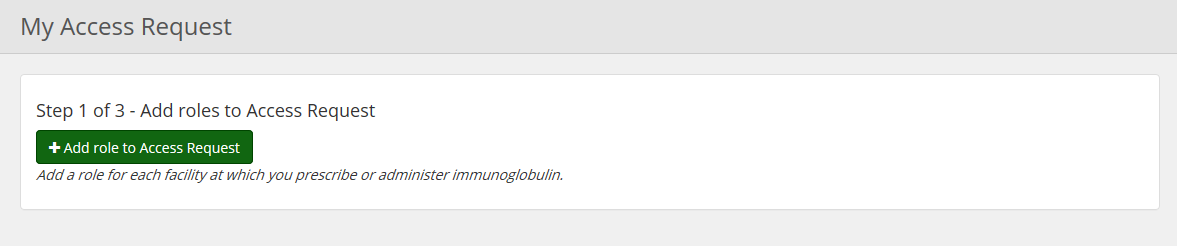 My Access Request
Step 1 of 3 - Add roles to Access Request
+ Add role to Access Request
Add a role for each facility at which you prescribe or administer immunoglobulin.